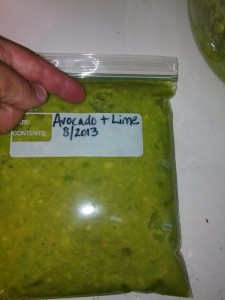 Avocado + Lime
8/2013
CONTENTS: